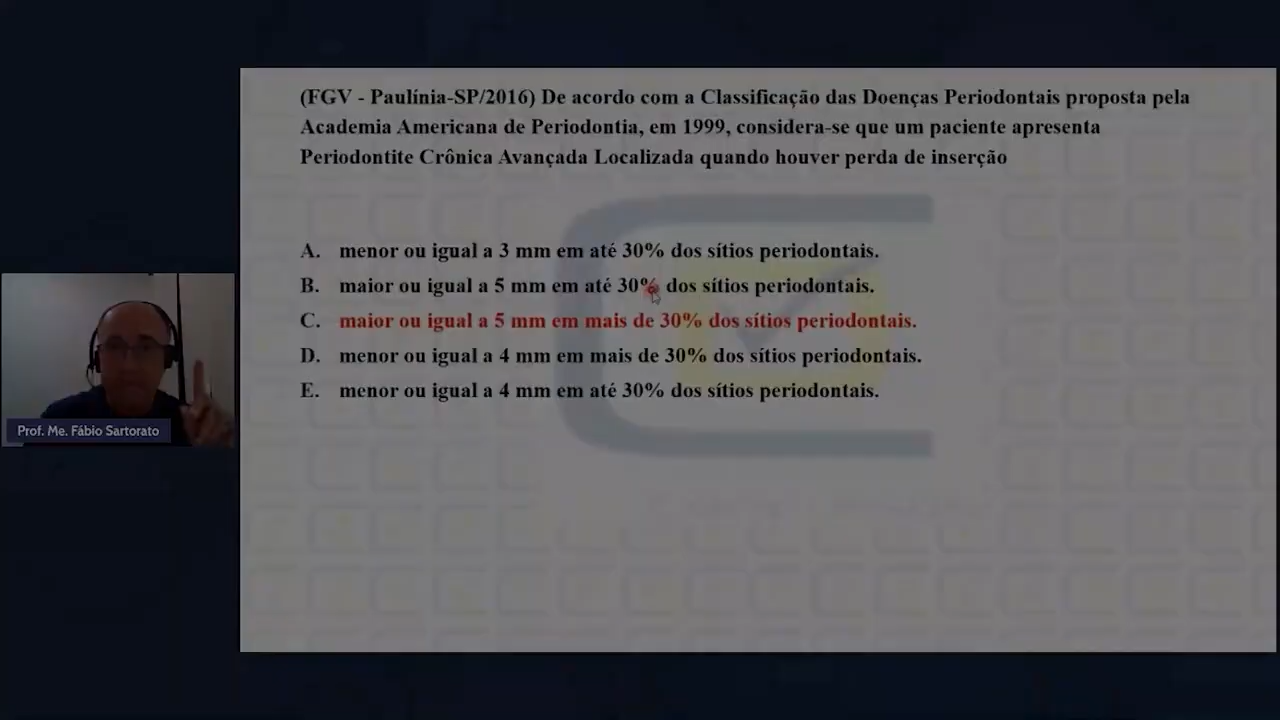 (FGV - Paulínia-SP/2016) De acordo com a Classificação das Doenças Periodontais proposta pela
Academia Americana de Periodontia, em 1999, considera-se que um paciente apresenta
Periodontite Crônica Avançada Localizada quando houver perda de inserção
A. menor ou igual a 3 mm em até 30% dos sítios periodontais.
B. maior ou igual a 5 mm em até 30% dos sítios periodontais.
C. maior ou igual a 5 mm em mais de 30% dos sítios periodontais.
D. menor ou igual a 4 mm em mais de 30% dos sítios periodontais.
E. menor ou igual a 4 mm em até 30% dos sítios periodontais.
Prof. Me. Fábio Sartorato